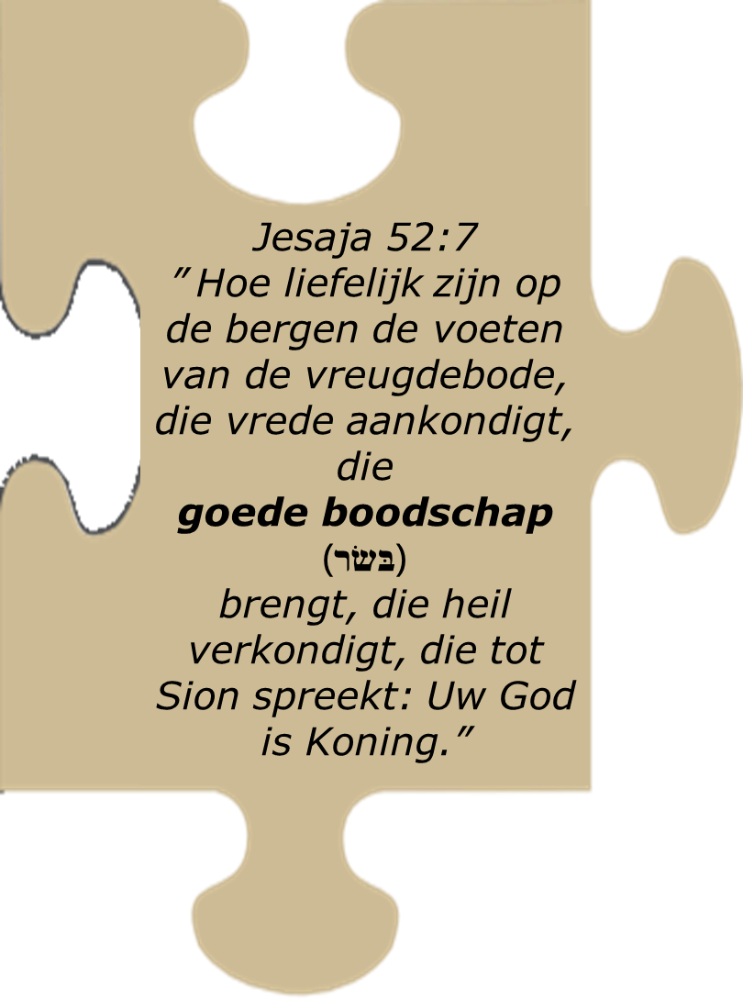 Jesaja 52:7
”Hoe liefelijk zijn op
de bergen de voeten
van de vreugdebode,
die vrede aankondigt,
die
goede boodschap
(בּשׂר)
brengt, die heil
verkondigt, die tot
Sion spreekt: Uw God
is Koning.”